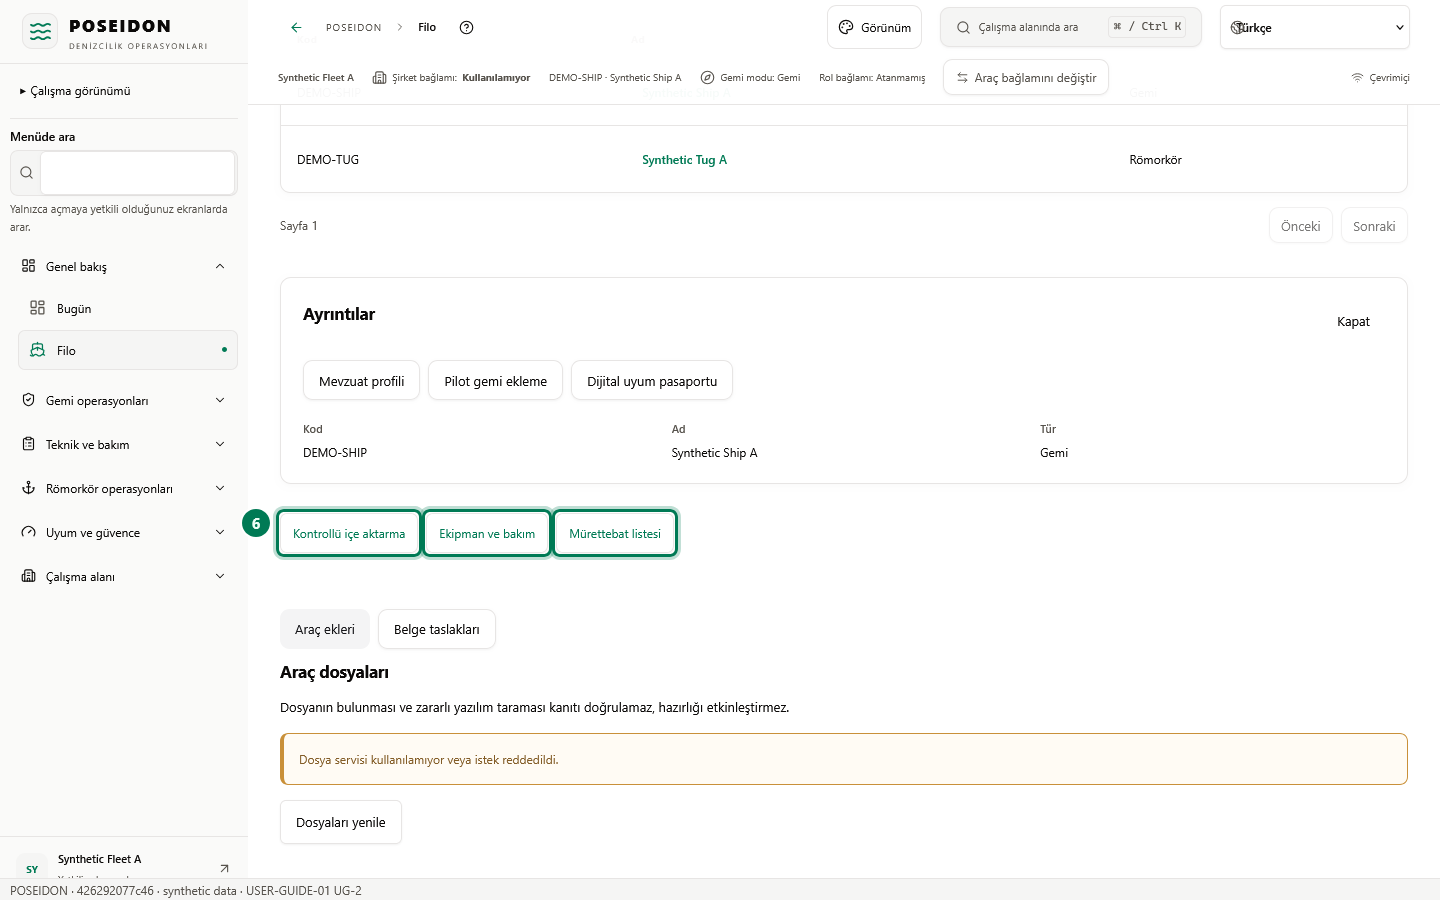 POSEIDON
DENİZCİLİK OPERASYONLARI
Çalışma görünümü
Menüde ara
Yalnızca açmaya yetkili olduğunuz ekranlarda
arar.
Genel bakış
Bugün
Filo
Gemi operasyonları
Teknik ve bakım
Römorkör operasyonları
Uyum ve güvence
Çalışma alanı
SY
Synthetic Fleet A
POSEIDON
Filo
Görünüm
Çalışma alanında ara
⌘ / Ctrl K
Türkçe
Synthetic Fleet A
Şirket bağlamı: Kullanılamıyor
DEMO-SHIP · Synthetic Ship A
Gemi modu: Gemi
Rol bağlamı: Atanmamış
Araç bağlamını değiştir
Çevrimiçi
DEMO-SHIP
Synthetic Ship A
Gemi
DEMO-TUG
Synthetic Tug A
Römorkör
Sayfa 1
Önceki
Sonraki
Ayrıntılar
Kapat
Mevzuat profili
Pilot gemi ekleme
Dijital uyum pasaportu
Kod
Ad
Tür
DEMO-SHIP
Synthetic Ship A
Gemi
6
Kontrollü içe aktarma
Ekipman ve bakım
Mürettebat listesi
Araç ekleri
Belge taslakları
Araç dosyaları
Dosyanın bulunması ve zararlı yazılım taraması kanıtı doğrulamaz, hazırlığı etkinleştirmez.
Dosya servisi kullanılamıyor veya istek reddedildi.
Dosyaları yenile
POSEIDON · 426292077c46 · synthetic data · USER-GUIDE-01 UG-2